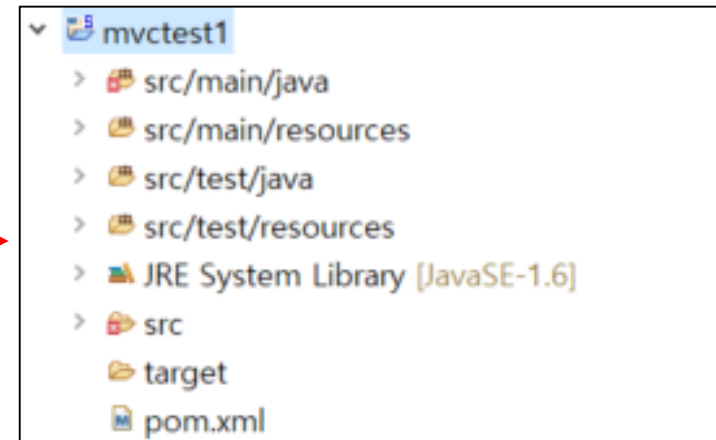 mvctest1
src/main/java
src/main/resources
src/test/java
src/test/resources
JRE System Library [JavaSE-1.6]
src
target
pom.xml